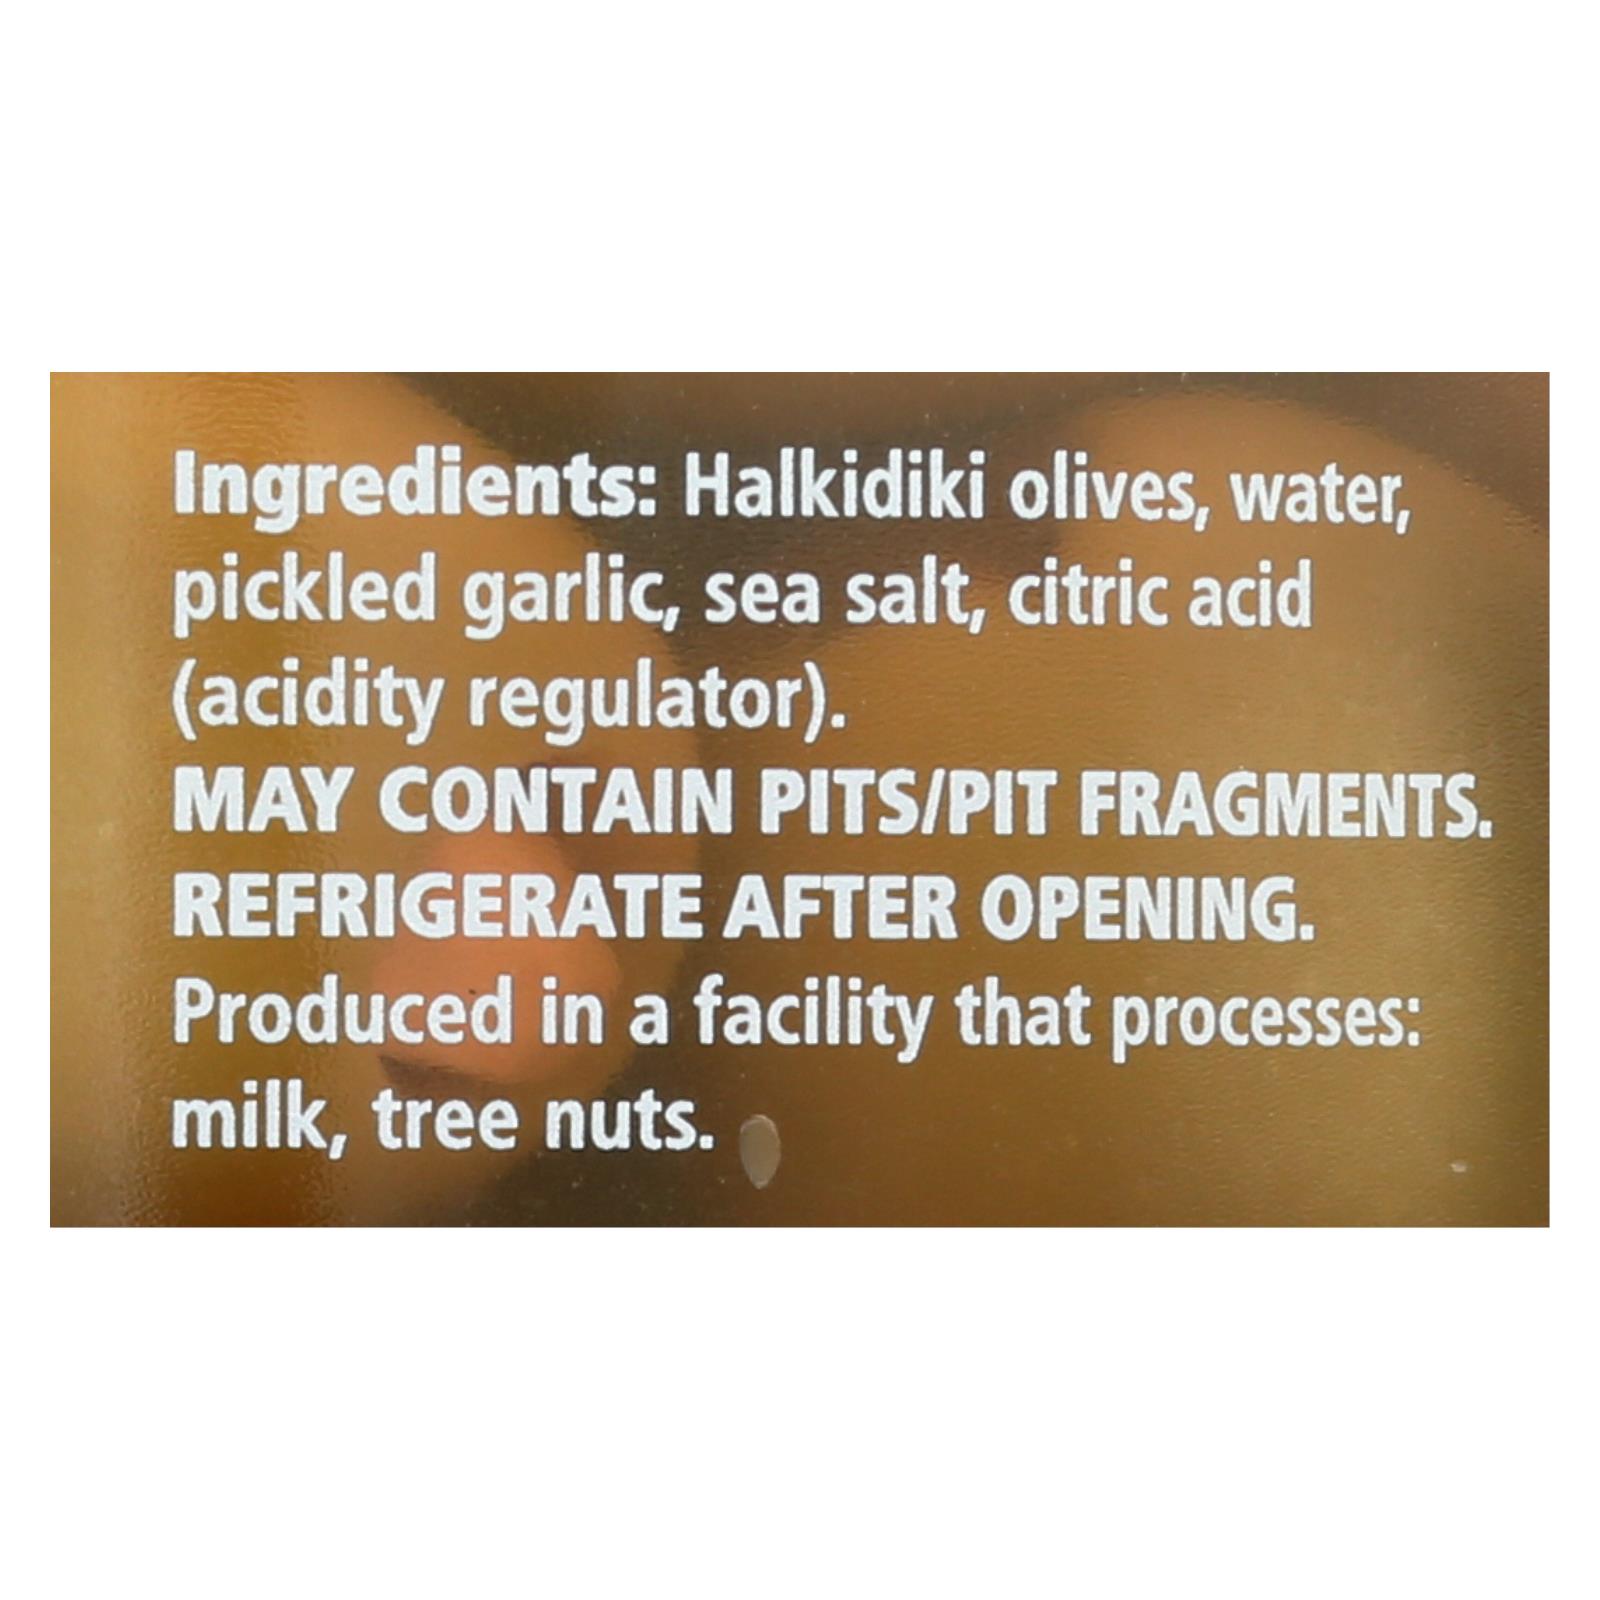 Ingredients: Halkidiki olives, water,
pickled garlic, sea salt, citric acid
(acidity regulator).
MAY CONTAIN PITS/PIT FRAGMENTS.
REFRIGERATE AFTER OPENING.
Produced in a facility that processes:
milk, tree nuts.